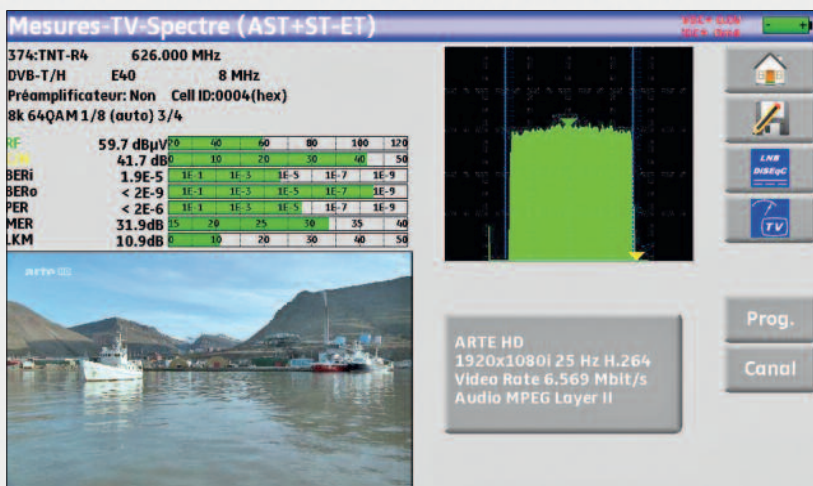 Mesures-TV-Spectre (AST+ST-ET)
374:TNT-R4 626.000 MHz
DVB-T/H E40 8 MHz
Préamplificateur: Non Cell ID:0004(hex)
8k 64QAM 1/8 (auto) 3/4
RF 59.7 dBµV 20 40 60 80 100 120
41.7 dB 0 10 20 30 40 50
BERi 1.9E-5 1E-1 1E-3 1E-5 1E-7 1E-9
BERo < 2E-9 1E-1 1E-3 1E-5 1E-7 1E-9
PER < 2E-6 1E-1 1E-3 1E-5 1E-7 1E-9
MER 31.9dB 15 20 25 30 35 40
LKM 10.9dB 0 10 20 30 40 50
arte HD
ARTE HD
1920x1080i 25 Hz H.264
Video Rate 6.569 Mbit/s
Audio MPEG Layer II
LNB
DiSEqC
TV
Prog.
Canal